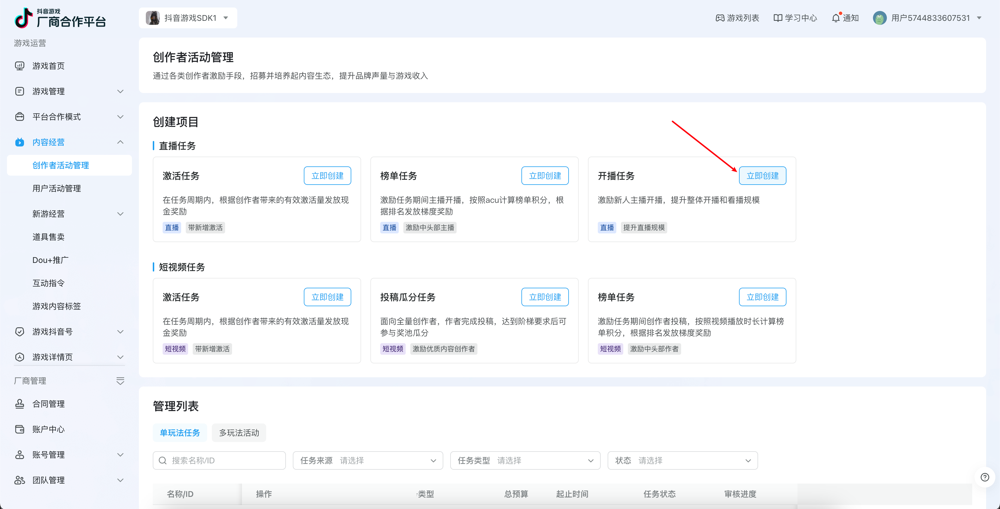 抖音游戏
厂商合作平台
抖音游戏SDK1
游戏列表
学习中心
通知
用户5744833607531
游戏运营
游戏首页
游戏管理
平台合作模式
内容经营
创作者活动管理
用户活动管理
新游经营
道具售卖
Dou+推广
互动指令
游戏内容标签
游戏抖音号
游戏详情页
厂商管理
合同管理
账户中心
账号管理
团队管理
创作者活动管理
通过各类创作者激励手段，招募并培养起内容生态，提升品牌声量与游戏收入
创建项目
直播任务
激活任务
立即创建
在任务周期内，根据创作者带来的有效激活量发放现
金奖励
直播 带新增激活
榜单任务
立即创建
激励任务期间主播开播，按照acu计算榜单积分，根
据排名发放梯度奖励
直播 激励中头部主播
开播任务
立即创建
激励新人主播开播，提升整体开播和看播规模
直播 提升直播规模
短视频任务
激活任务
立即创建
在任务周期内，根据创作者带来的有效激活量发放现
金奖励
短视频 带新增激活
投稿瓜分任务
立即创建
面向全量创作者，作者完成投稿，达到阶梯要求后可
参与奖池瓜分
短视频 激励优质内容创作者
榜单任务
立即创建
激励任务期间创作者投稿，按照视频播放时长计算榜
单积分，根据排名发放梯度奖励
短视频 激励中头部作者
管理列表
单玩法任务 多玩法活动
搜索名称/ID
任务来源 请选择
任务类型 请选择
状态 请选择
名称/ID 操作 类型 总预算 起止时间 任务状态 审核进度